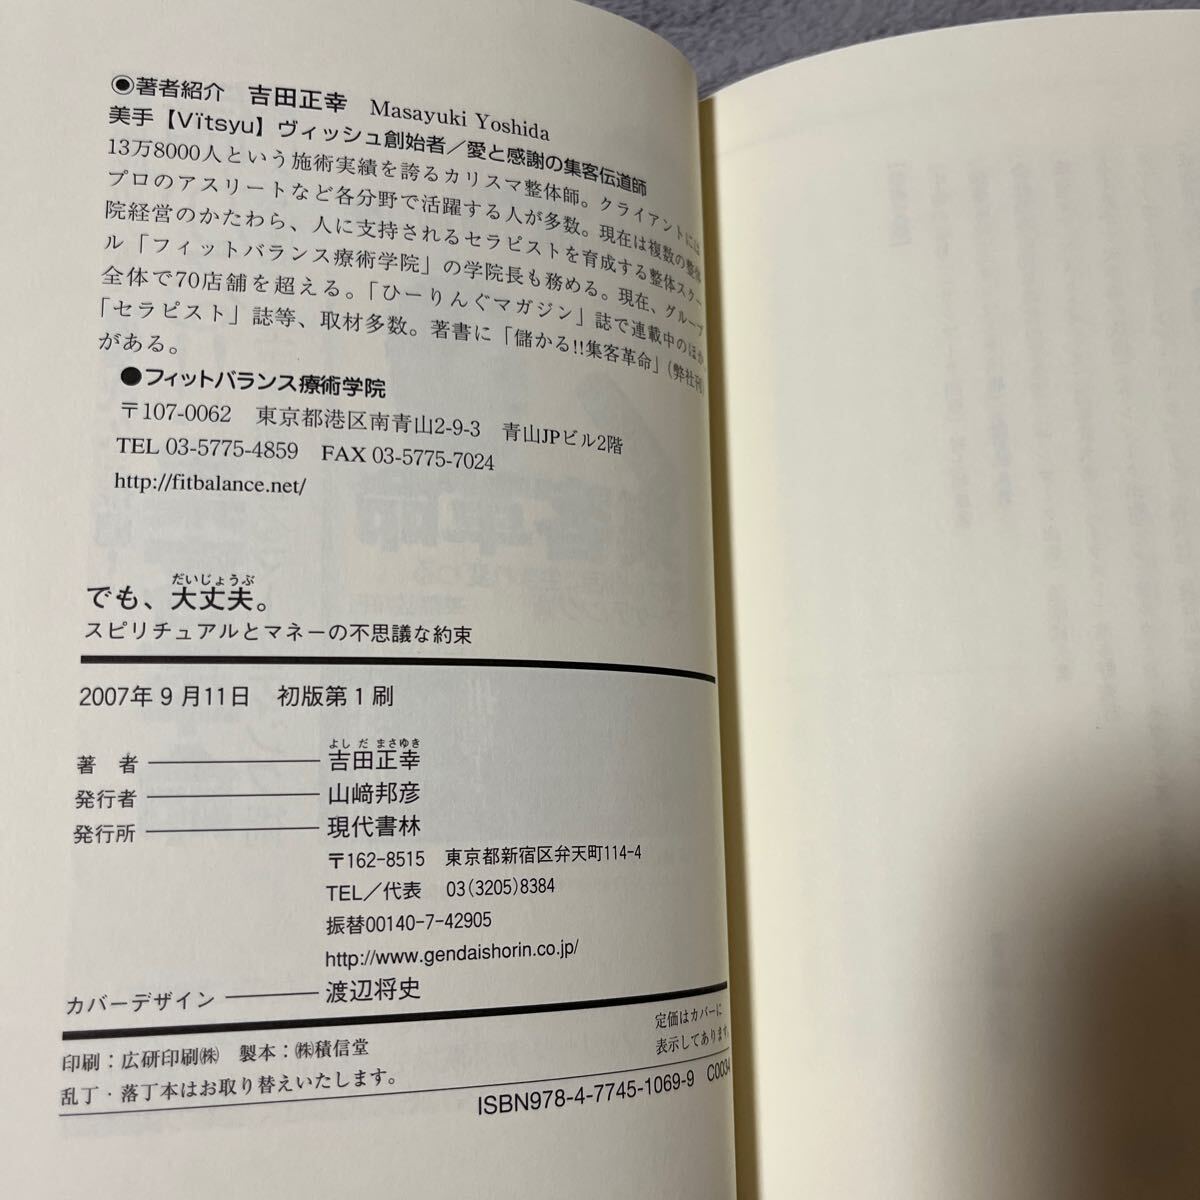 ◉著者紹介　吉田正幸　Masayuki Yoshida
美手【Vïtsyu】ヴィッシュ創始者／愛と感謝の集客伝道師
13万8000人という施術実績を誇るカリスマ整体師。クライアントには
プロのアスリートなど各分野で活躍する人が多数。現在は複数の整体
院経営のかたわら、人に支持されるセラピストを育成する整体スクー
ル「フィットバランス療術学院」の学院長も務める。現在、グループ
全体で70店舗を超える。「ひーりんぐマガジン」誌で連載中のほか、
「セラピスト」誌等、取材多数。著書に「儲かる!!集客革命」(弊社刊)
がある。
●フィットバランス療術学院
〒107-0062　東京都港区南青山2-9-3　青山JPビル2階
TEL 03-5775-4859　FAX 03-5775-7024
http://fitbalance.net/
だいじょうぶ
でも、大丈夫。
スピリチュアルとマネーの不思議な約束
2007年9月11日　初版第1刷
よしだ まさゆき
著　者 ――― 吉田正幸
発行者 ――― 山﨑邦彦
発行所 ――― 現代書林
〒162-8515　東京都新宿区弁天町114-4
TEL／代表　03(3205)8384
振替00140-7-42905
http://www.gendaishorin.co.jp/
カバーデザイン ――― 渡辺将史
印刷：広研印刷㈱　製本：㈱積信堂
乱丁・落丁本はお取り替えいたします。
定価はカバーに
表示してあります。
ISBN978-4-7745-1069-9　C0034